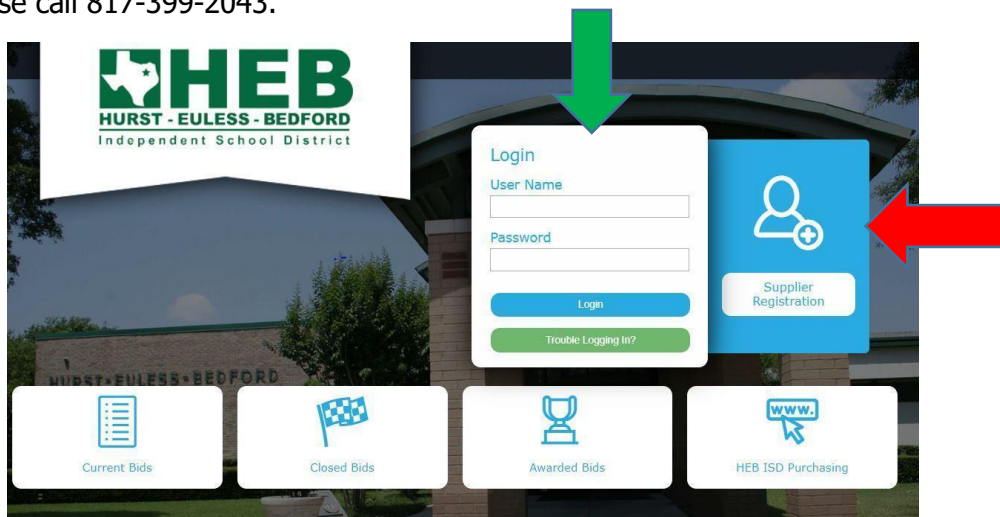 se call 817-399-2043.
HEB
HURST - EULESS - BEDFORD
Independent School District
Login
User Name
Password
Login
Trouble Logging In?
Supplier
Registration
HURST • EULESS • BEDFORD
Current Bids
Closed Bids
Awarded Bids
www.
HEB ISD Purchasing